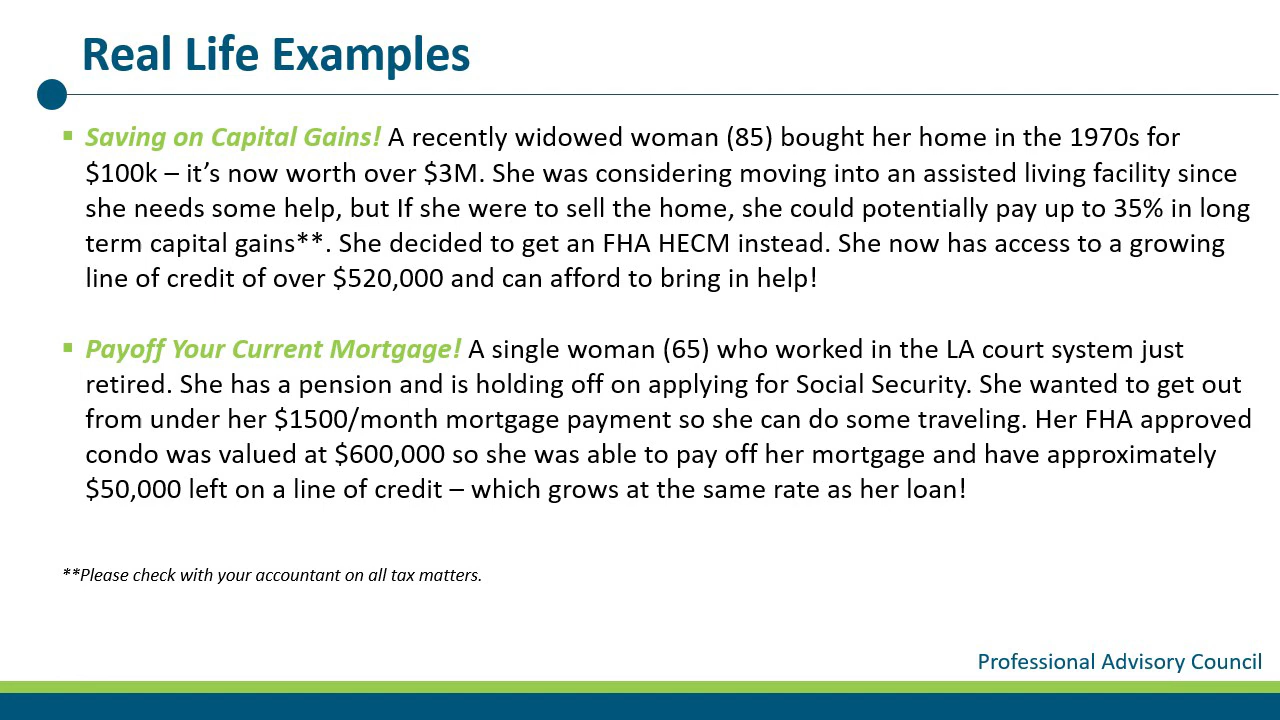 Real Life Examples
▪ Saving on Capital Gains! A recently widowed woman (85) bought her home in the 1970s for
$100k – it’s now worth over $3M. She was considering moving into an assisted living facility since
she needs some help, but If she were to sell the home, she could potentially pay up to 35% in long
term capital gains**. She decided to get an FHA HECM instead. She now has access to a growing
line of credit of over $520,000 and can afford to bring in help!
▪ Payoff Your Current Mortgage! A single woman (65) who worked in the LA court system just
retired. She has a pension and is holding off on applying for Social Security. She wanted to get out
from under her $1500/month mortgage payment so she can do some traveling. Her FHA approved
condo was valued at $600,000 so she was able to pay off her mortgage and have approximately
$50,000 left on a line of credit – which grows at the same rate as her loan!
**Please check with your accountant on all tax matters.
Professional Advisory Council